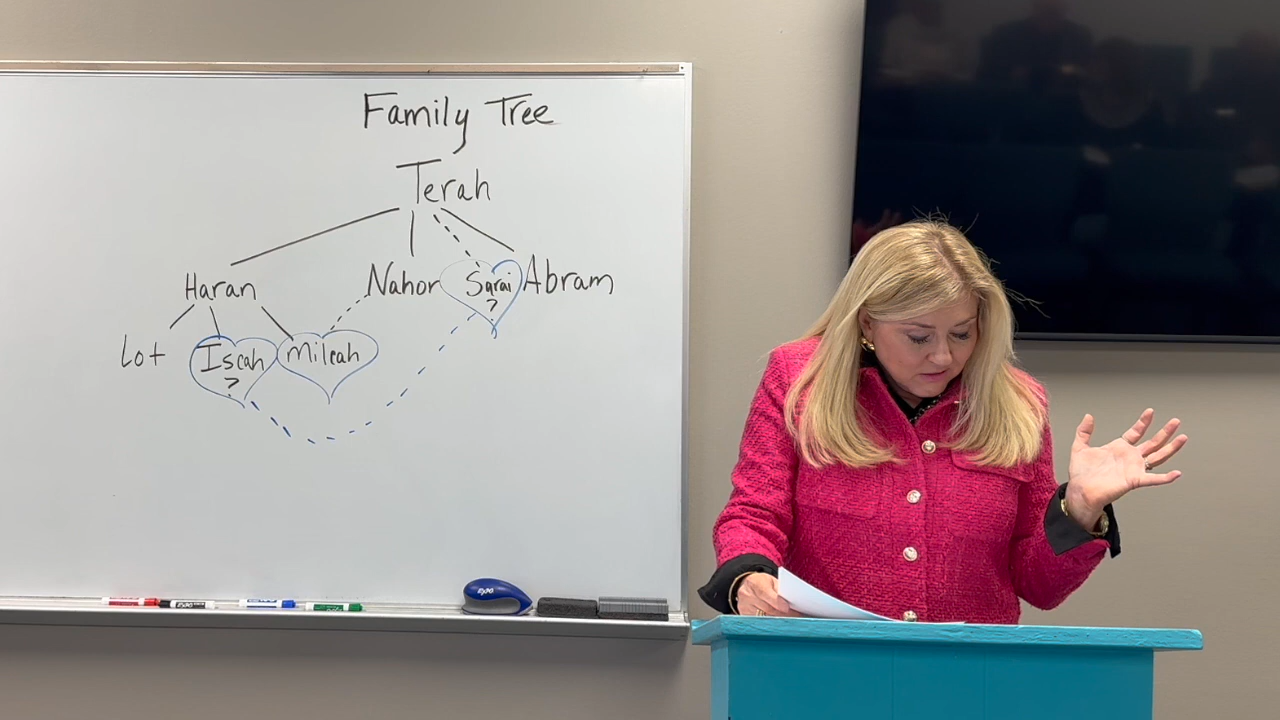 Family Tree
Terah
Haran Nahor Sarai Abram
?
Lot Iscah Milcah
?
EXPO